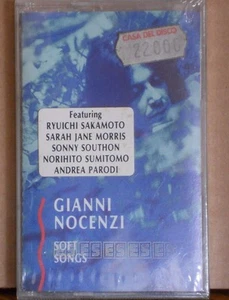 CASA DEL DISCO
22.000
Featuring
RYUICHI SAKAMOTO
SARAH JANE MORRIS
SONNY SOUTHON
NORIHITO SUMITOMO
ANDREA PARODI
GIANNI
NOCENZI
SOFT
SONGS